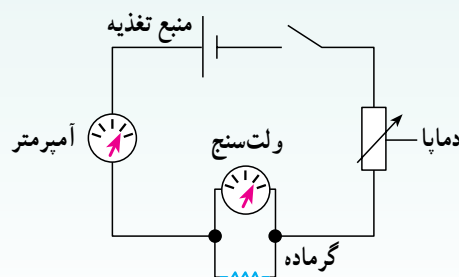 منبع تغذیه
آمپرمتر
ولت‌سنج
دماپا
گرماده